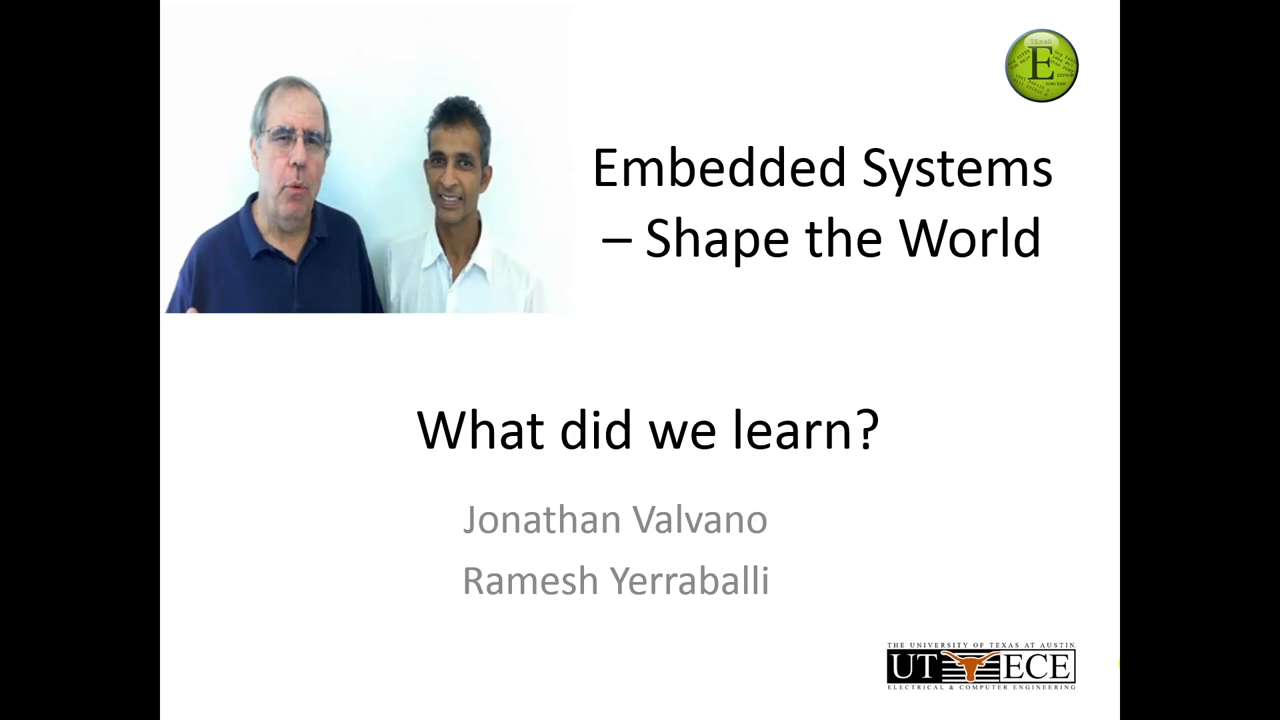 TExaS
E
Embedded Systems
– Shape the World
What did we learn?
Jonathan Valvano
Ramesh Yerraballi
THE UNIVERSITY OF TEXAS AT AUSTIN
UT ECE
ELECTRICAL & COMPUTER ENGINEERING